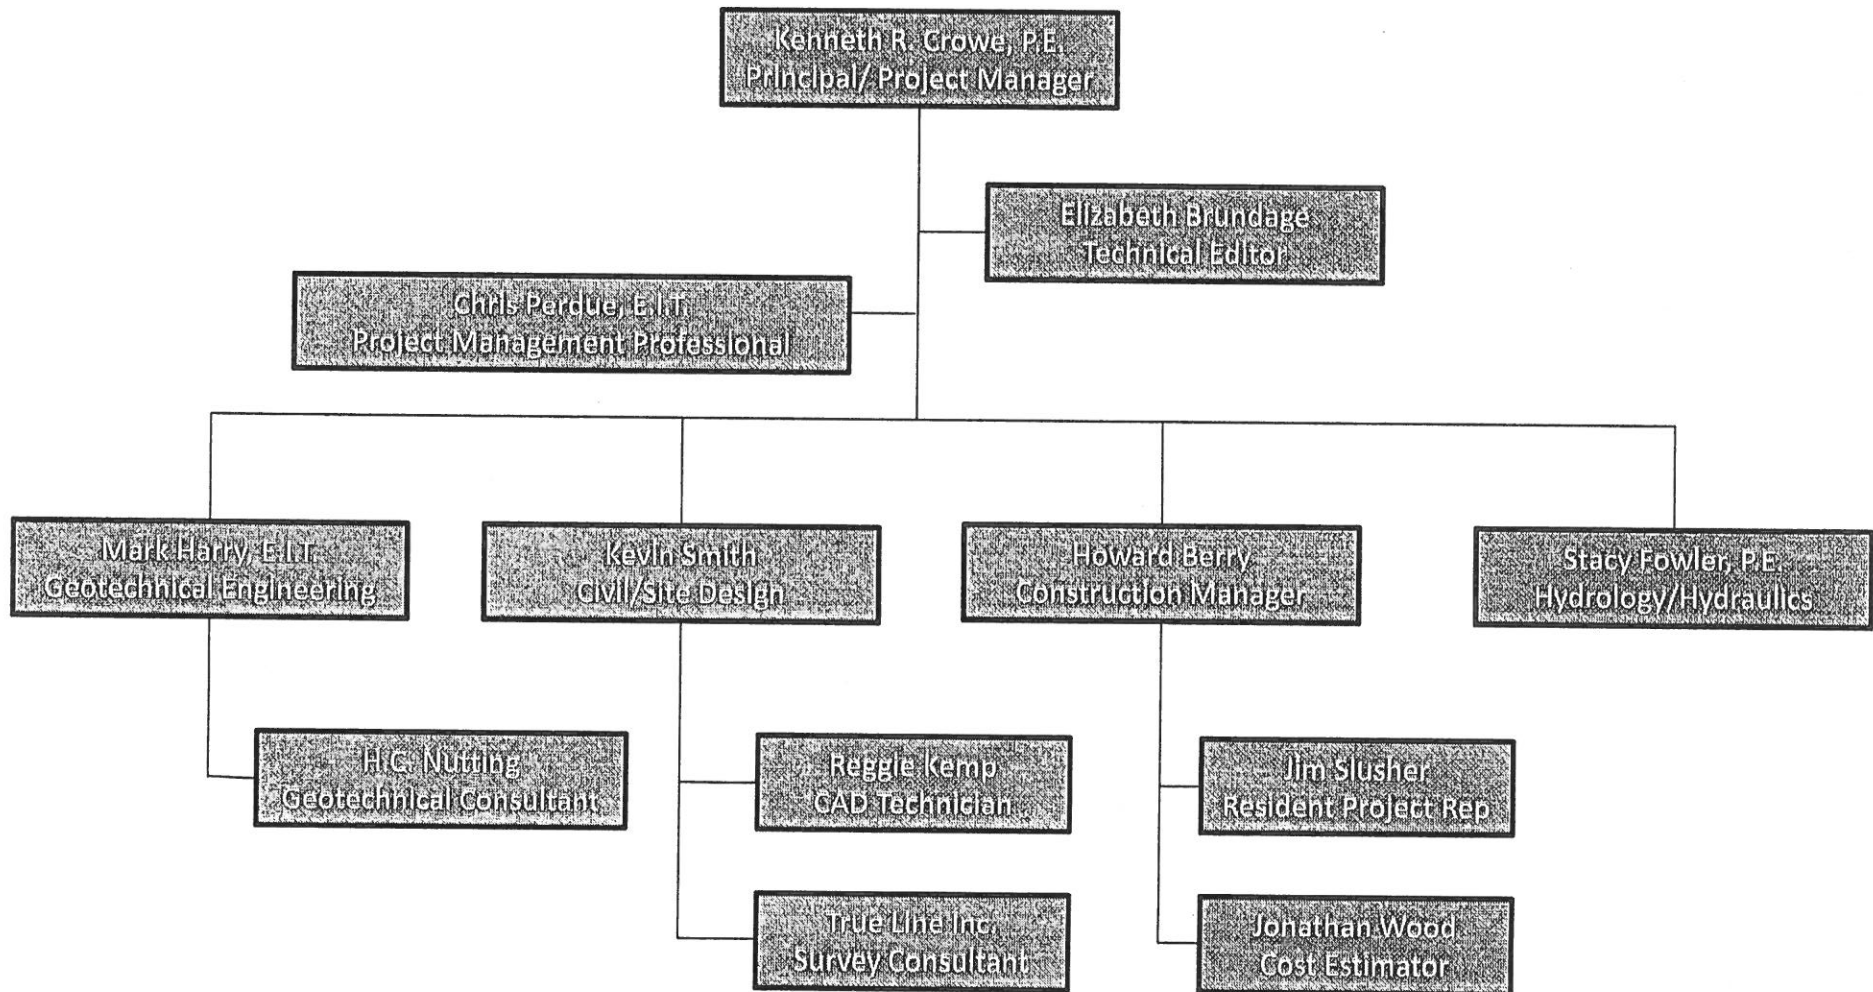 Kenneth R. Crowe, P.E.
Principal/ Project Manager
Elizabeth Brundage
Technical Editor
Chris Perdue, E.I.T.
Project Management Professional
Mark Harry, E.I.T.
Geotechnical Engineering
Kevin Smith
Civil/Site Design
Howard Berry
Construction Manager
Stacy Fowler, P.E.
Hydrology/Hydraulics
H.C. Nutting
Geotechnical Consultant
Reggie Kemp
CAD Technician
Jim Slusher
Resident Project Rep
True Line Inc.
Survey Consultant
Jonathan Wood
Cost Estimator